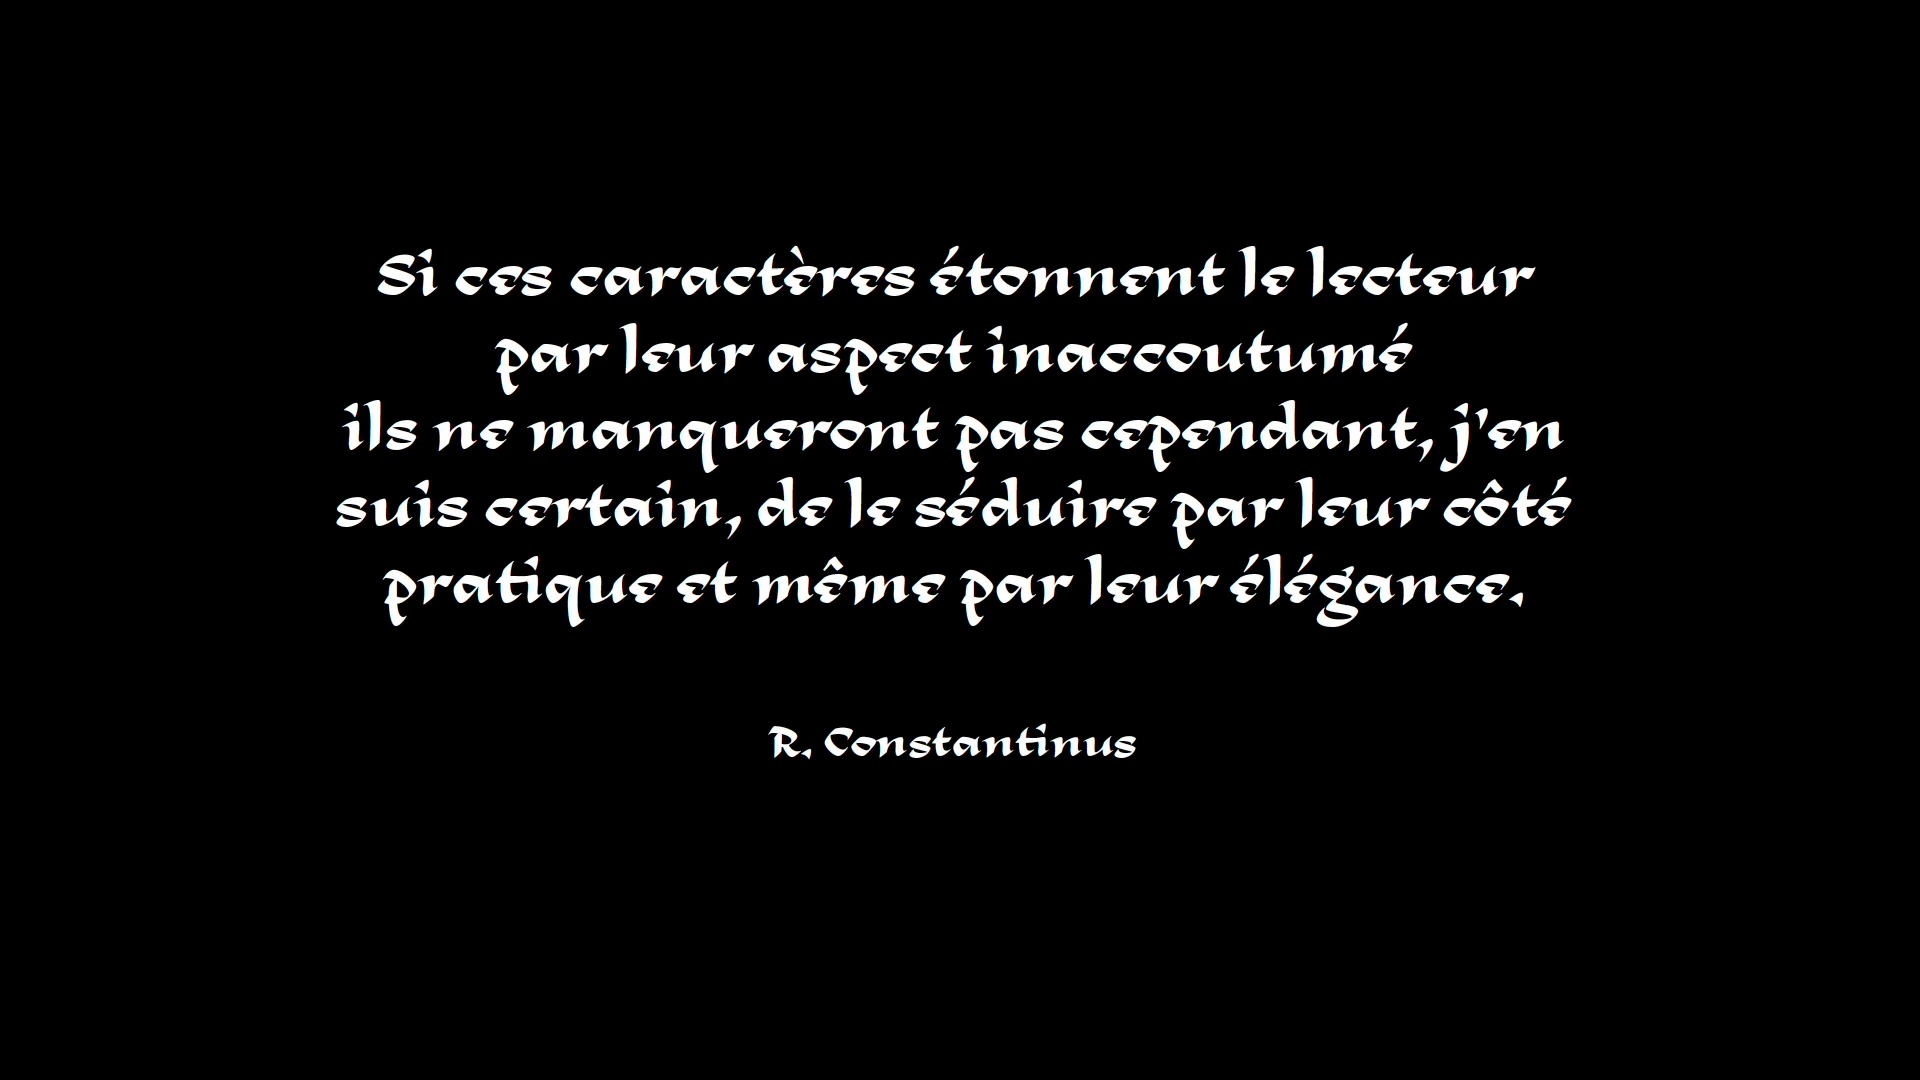 Si ces caractères étonnent le lecteur
par leur aspect inaccoutumé
ils ne manqueront pas cependant, j'en
suis certain, de le séduire par leur côté
pratique et même par leur élégance.
R. Constantinus